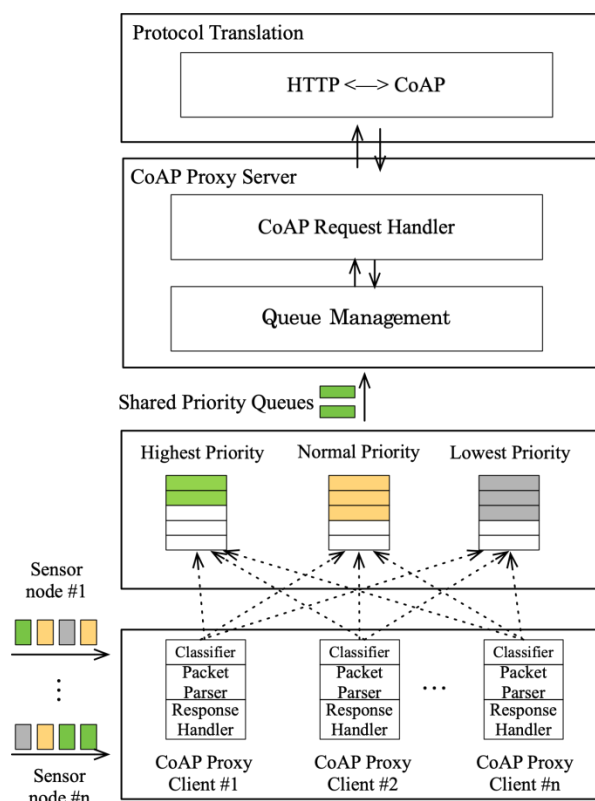 Protocol Translation
HTTP <—> CoAP
CoAP Proxy Server
CoAP Request Handler
Queue Management
Shared Priority Queues
Highest Priority
Normal Priority
Lowest Priority
Sensor
node #1
⋮
Sensor
node #n
Classifier
Packet
Parser
Response
Handler
CoAP Proxy
Client #1
Classifier
Packet
Parser
Response
Handler
CoAP Proxy
Client #2
...
Classifier
Packet
Parser
Response
Handler
CoAP Proxy
Client #n